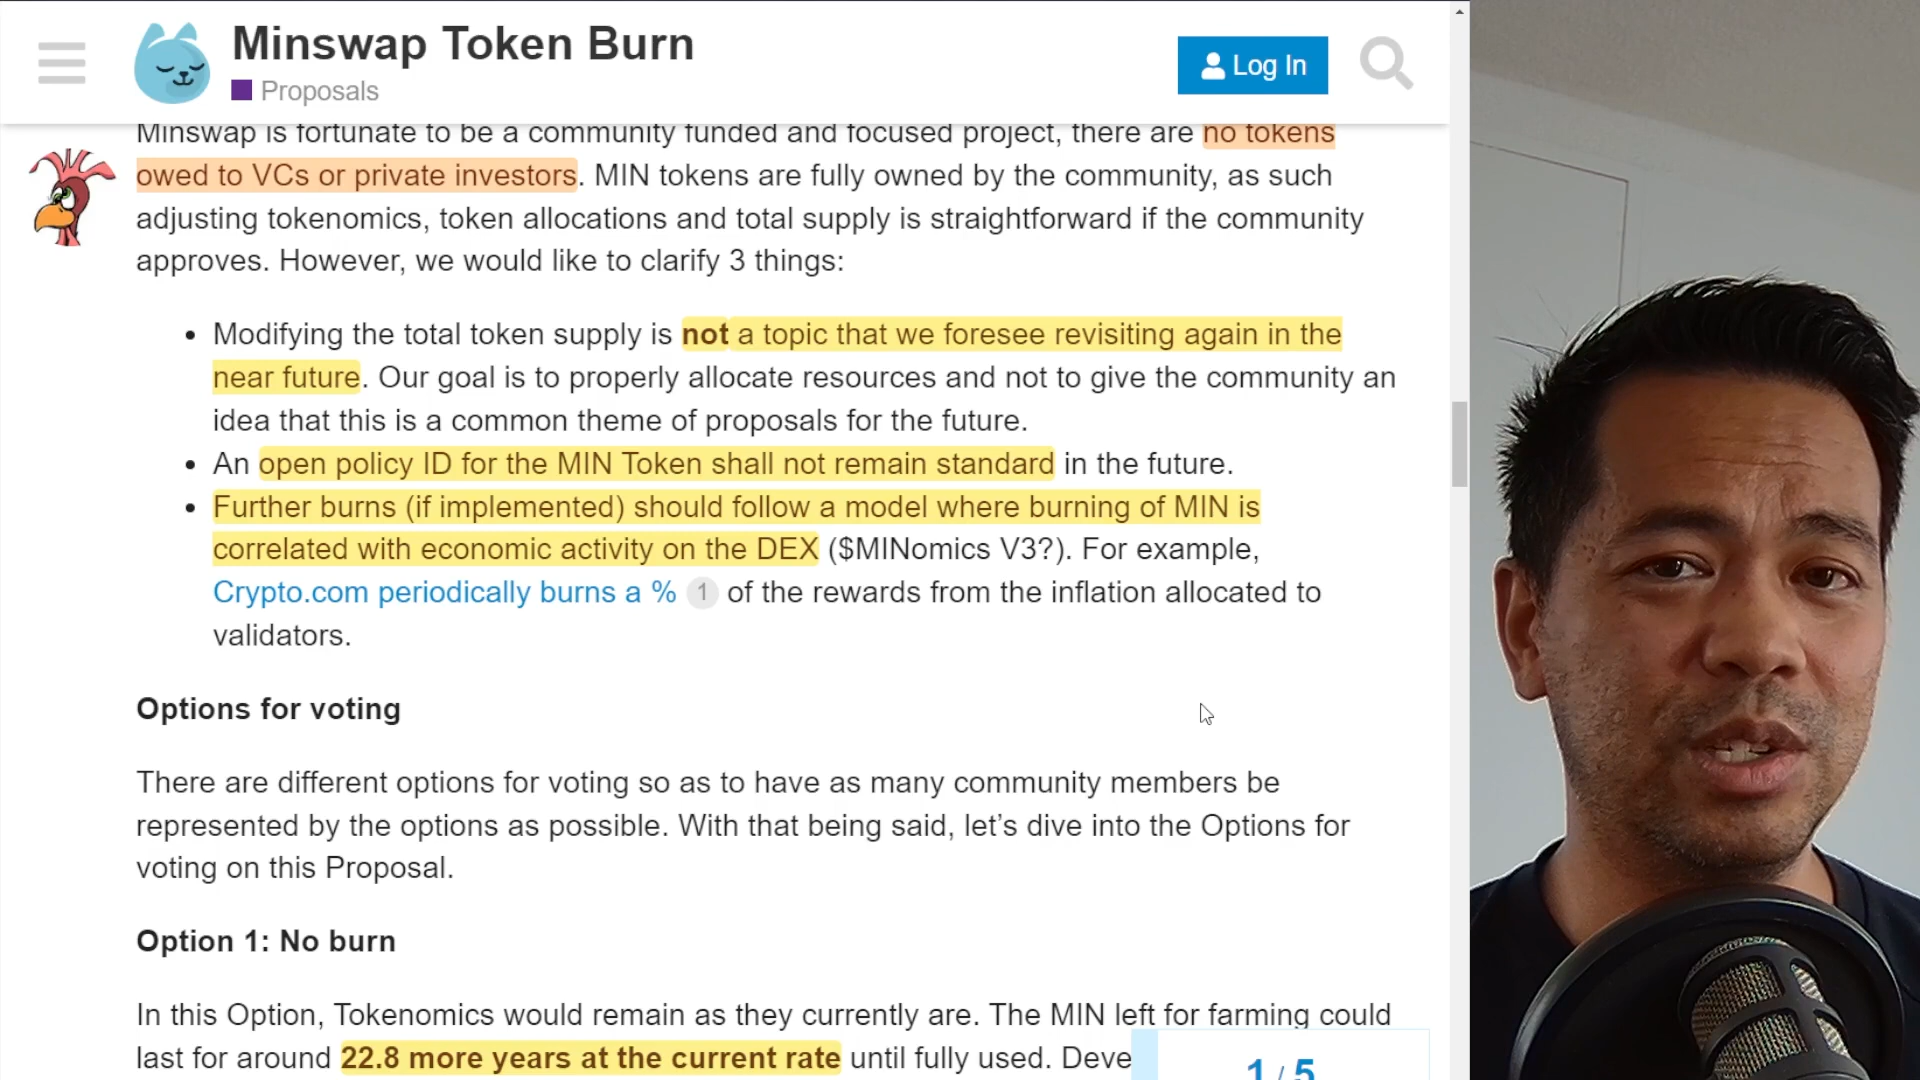 Minswap Token Burn
Proposals
Log In
Minswap is fortunate to be a community funded and focused project, there are no tokens
owed to VCs or private investors. MIN tokens are fully owned by the community, as such
adjusting tokenomics, token allocations and total supply is straightforward if the community
approves. However, we would like to clarify 3 things:
• Modifying the total token supply is not a topic that we foresee revisiting again in the
near future. Our goal is to properly allocate resources and not to give the community an
idea that this is a common theme of proposals for the future.
• An open policy ID for the MIN Token shall not remain standard in the future.
• Further burns (if implemented) should follow a model where burning of MIN is
correlated with economic activity on the DEX ($MINomics V3?). For example,
Crypto.com periodically burns a % 1 of the rewards from the inflation allocated to
validators.
Options for voting
There are different options for voting so as to have as many community members be
represented by the options as possible. With that being said, let’s dive into the Options for
voting on this Proposal.
Option 1: No burn
In this Option, Tokenomics would remain as they currently are. The MIN left for farming could
last for around 22.8 more years at the current rate until fully used. Deve
1 / 5